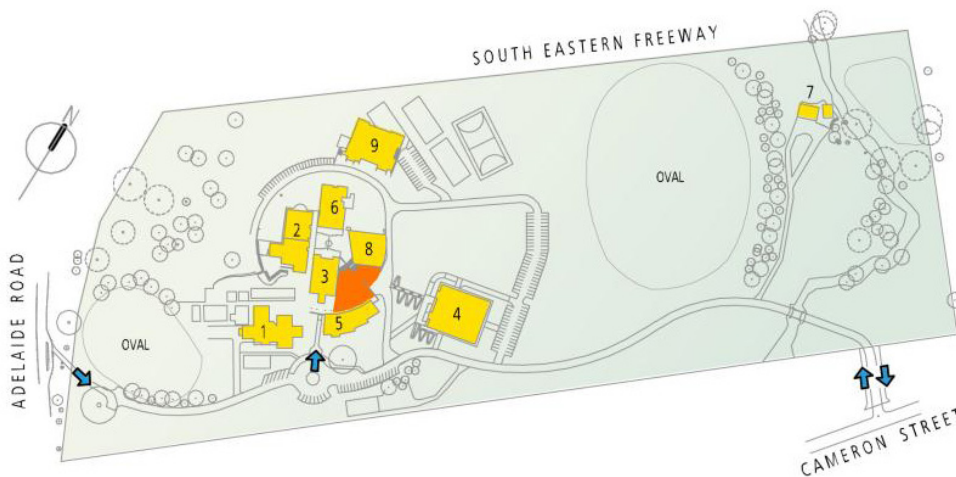 SOUTH EASTERN FREEWAY
7
N
9
OVAL
6
2
8
3
4
ADELAIDE ROAD
5
1
OVAL
CAMERON STREET